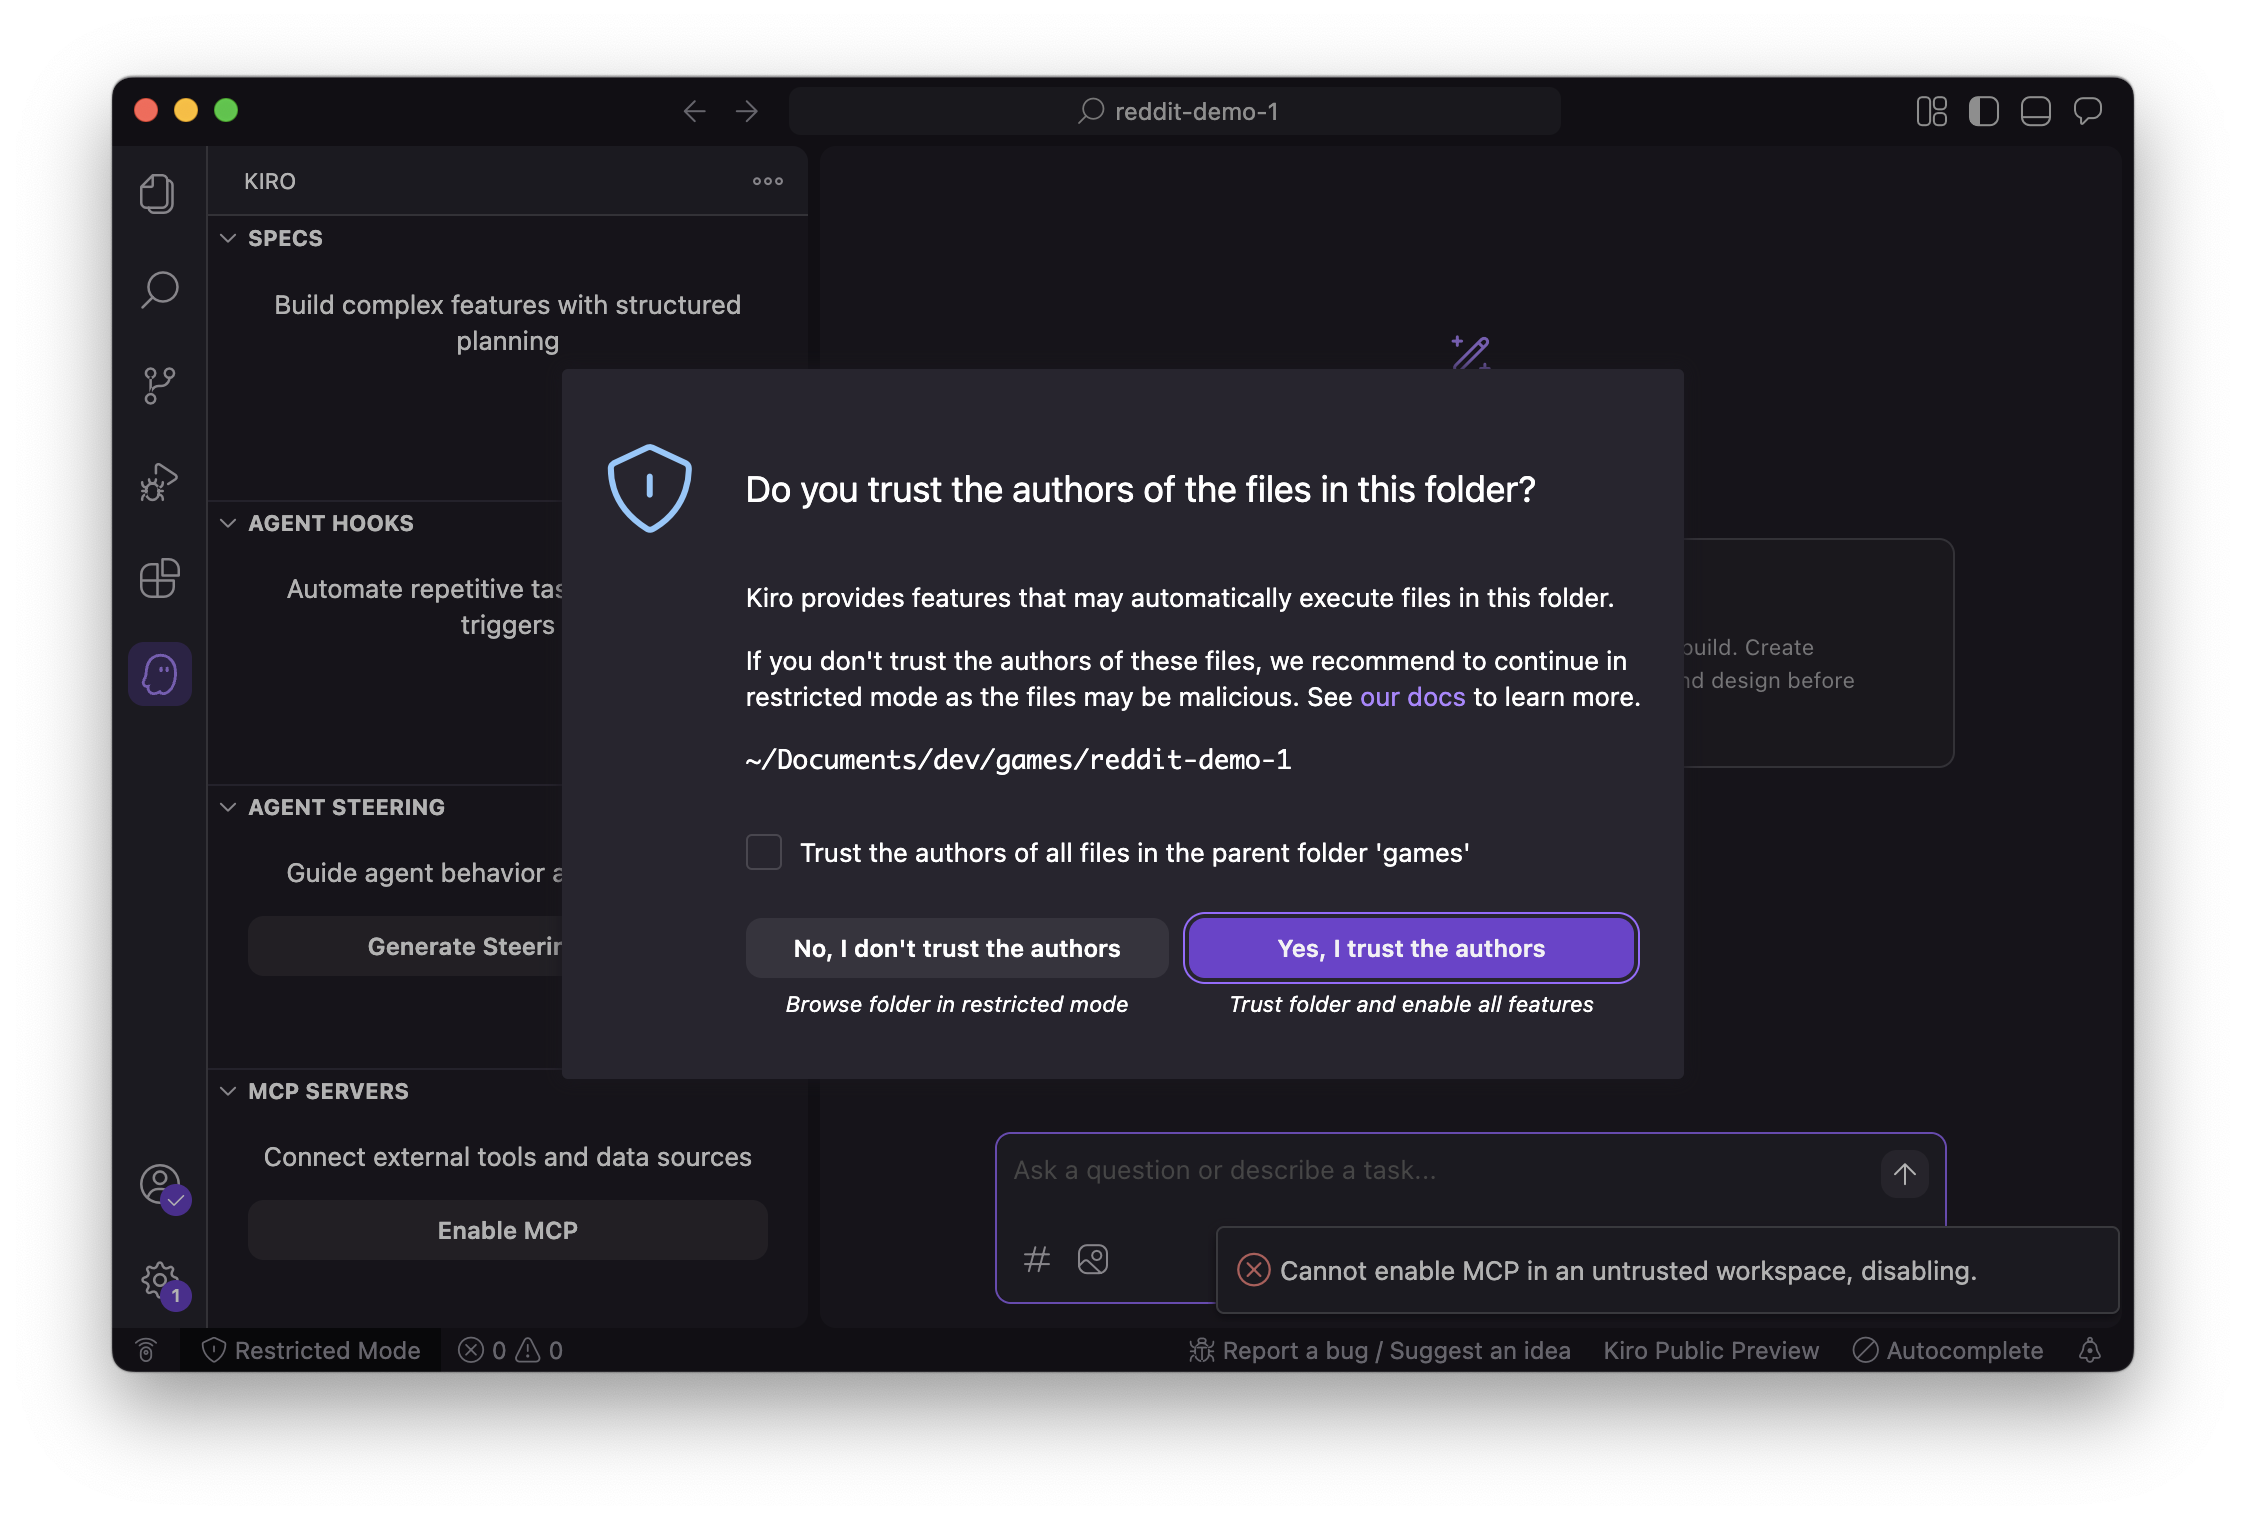 reddit-demo-1
KIRO
SPECS
Build complex features with structured
planning
AGENT HOOKS
Automate repetitive
triggers
AGENT STEERING
Guide agent behavior
Generate
MCP SERVERS
Connect external tools and data sources
Enable MCP
Do you trust the authors of the files in this folder?
Kiro provides features that may automatically execute files in this folder.
If you don't trust the authors of these files, we recommend to continue in
restricted mode as the files may be malicious. See our docs to learn more.
~/Documents/dev/games/reddit-demo-1
Trust the authors of all files in the parent folder 'games'
No, I don't trust the authors
Yes, I trust the authors
Browse folder in restricted mode
Trust folder and enable all features
build. Create
design before
Ask a question or describe a task...
Cannot enable MCP in an untrusted workspace, disabling.
1
Restricted Mode
0
0
Report a bug / Suggest an idea
Kiro Public Preview
Autocomplete